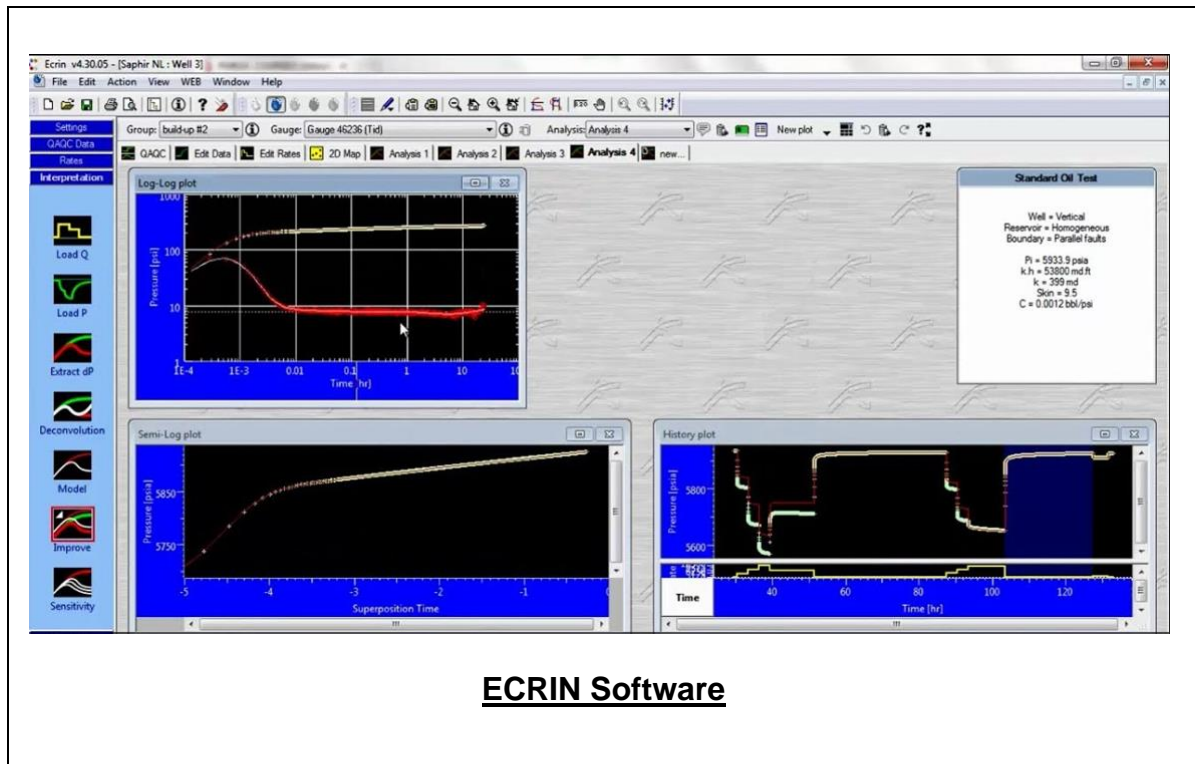 Ecrin v4.30.05 - [Saphir NL : Well 3]
File Edit Action View WEB Window Help
Settings
QAQC Data
Rates
Interpretation
Load Q
Load P
Extract dP
Deconvolution
Model
Improve
Sensitivity
Group: build-up #2 Gauge: Gauge 46236 (Tid) Analysis: Analysis 4 New plot
QAQC Edit Data Edit Rates 2D Map Analysis 1 Analysis 2 Analysis 3 Analysis 4 new...
Log-Log plot
Pressure [psi]
1000
100
10
1
1E-4 1E-3 0.01 0.1 1 10
Time [hr]
Standard Oil Test
Well = Vertical
Reservoir = Homogeneous
Boundary = Parallel faults
Pi = 5933.9 psia
k.h = 53800 md.ft
k = 399 md
Skin = 9.5
C = 0.0012 bbl/psi
Semi-Log plot
Pressure [psia]
5850
5750
-5 -4 -3 -2 -1 0
Superposition Time
History plot
Pressure [psia]
5800
5600
Time
40 60 80 100 120
Time [hr]
ECRIN Software